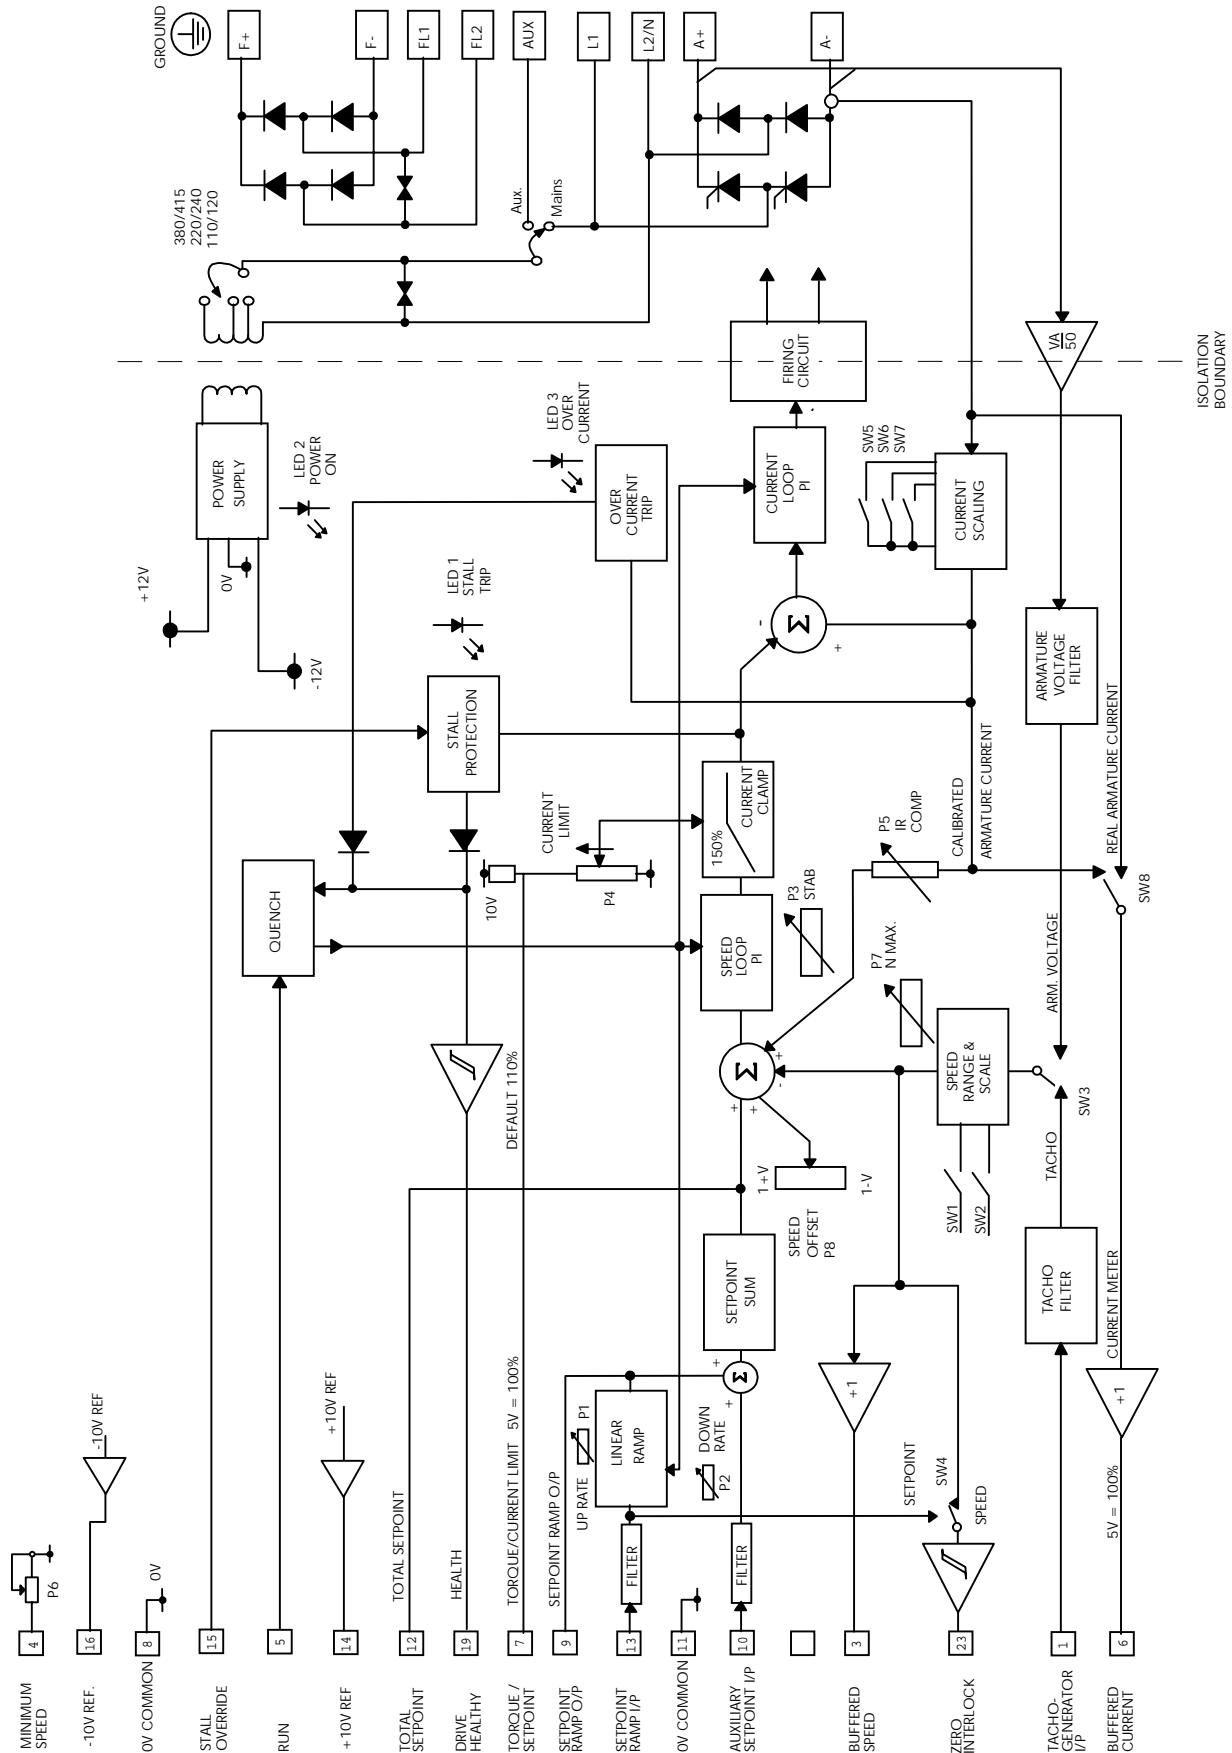 GROUND
F+
F-
FL1
FL2
AUX
L1
L2/N
A+
A-
380/415
220/240
110/120
Aux.
Mains
ISOLATION
BOUNDARY
POWER
SUPPLY
+12V
0V
-12V
LED 2
POWER
ON
LED 3
OVER
CURRENT
OVER
CURRENT
TRIP
FIRING
CIRCUIT
VA
50
CURRENT
LOOP
PI
SW5
SW6
SW7
CURRENT
SCALING
LED 1
STALL
TRIP
STALL
PROTECTION
Σ
-
+
ARMATURE
VOLTAGE
FILTER
QUENCH
10V
CURRENT
LIMIT
P4
150%
CURRENT
CLAMP
P5
IR
COMP
CALIBRATED
ARMATURE CURRENT
REAL ARMATURE CURRENT
SW8
SPEED
LOOP
PI
P3
STAB
P7
N MAX.
ARM. VOLTAGE
DEFAULT 110%
Σ
+
-
+
+
SPEED
RANGE &
SCALE
SW3
TACHO
SW1
SW2
1+V
1-V
SPEED
OFFSET
P8
SETPOINT
SUM
TACHO
FILTER
CURRENT METER
+
Σ
+
+1
+1
-10V REF
+10V REF
TOTAL SETPOINT
HEALTH
TORQUE/CURRENT LIMIT 5V = 100%
SETPOINT RAMP O/P
UP RATE
P1
LINEAR
RAMP
DOWN
RATE
P2
SETPOINT
SW4
SPEED
5V = 100%
FILTER
FILTER
P6
0V
4
16
8
15
5
14
12
19
7
9
13
11
10
3
23
1
6
MINIMUM
SPEED
-10V REF.
0V COMMON
STALL
OVERRIDE
RUN
+10V REF
TOTAL
SETPOINT
DRIVE
HEALTHY
TORQUE /
SETPOINT
SETPOINT
RAMP O/P
SETPOINT
RAMP I/P
0V COMMON
AUXILIARY
SETPOINT I/P
BUFFERED
SPEED
ZERO
INTERLOCK
TACHO-
GENERATOR
I/P
BUFFERED
CURRENT